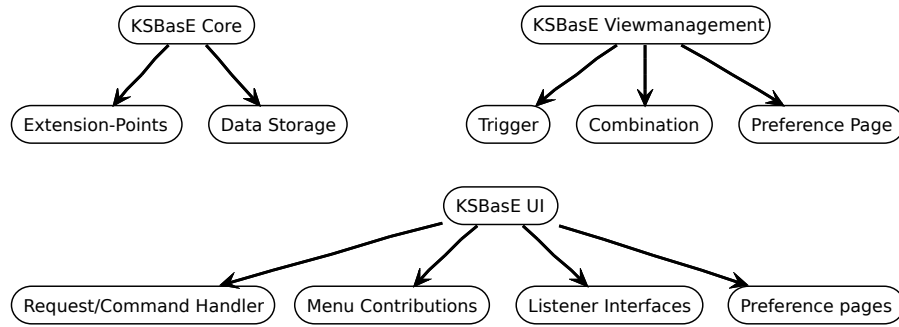 KSBasE Core
KSBasE Viewmanagement
Extension-Points
Data Storage
Trigger
Combination
Preference Page
KSBasE UI
Request/Command Handler
Menu Contributions
Listener Interfaces
Preference pages